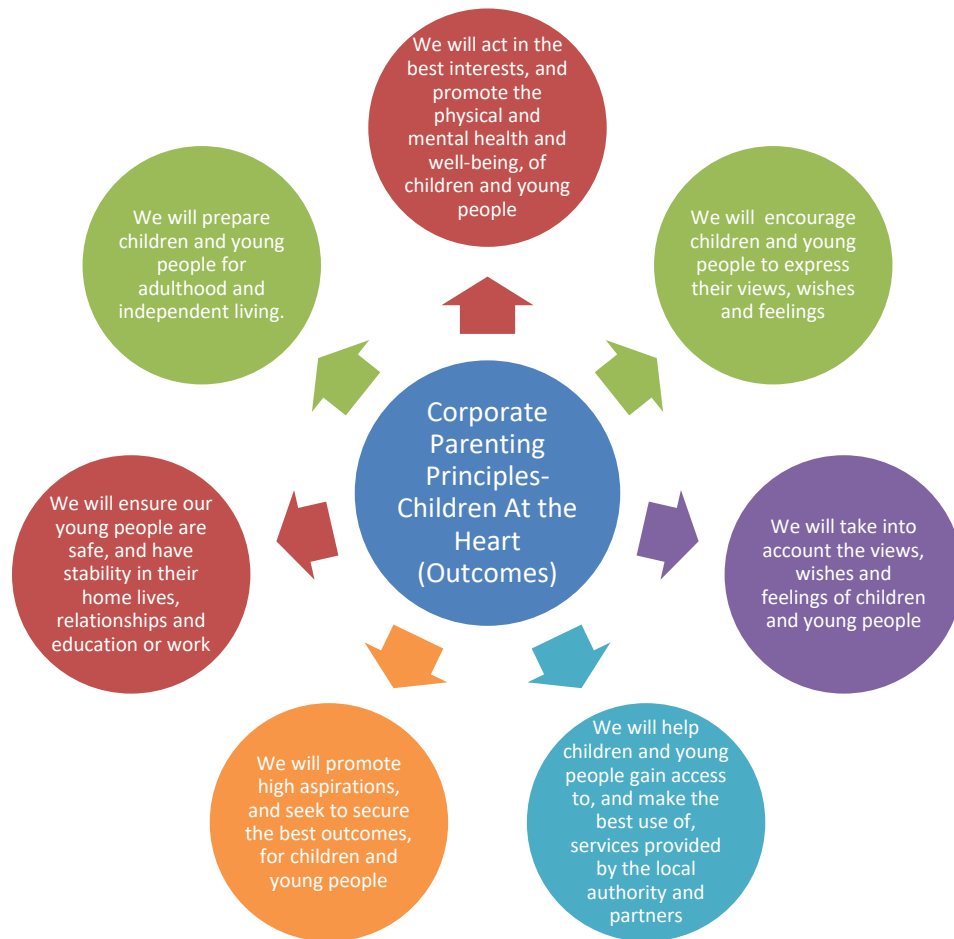 We will act in the
best interests, and
promote the
physical and
mental health and
well-being, of
children and young
people
We will encourage
children and young
people to express
their views, wishes
and feelings
We will take into
account the views,
wishes and
feelings of children
and young people
We will help
children and young
people gain access
to, and make the
best use of,
services provided
by the local
authority and
partners
We will promote
high aspirations,
and seek to secure
the best outcomes,
for children and
young people
We will ensure our
young people are
safe, and have
stability in their
home lives,
relationships and
education or work
We will prepare
children and young
people for
adulthood and
independent living.
Corporate
Parenting
Principles-
Children At the
Heart
(Outcomes)